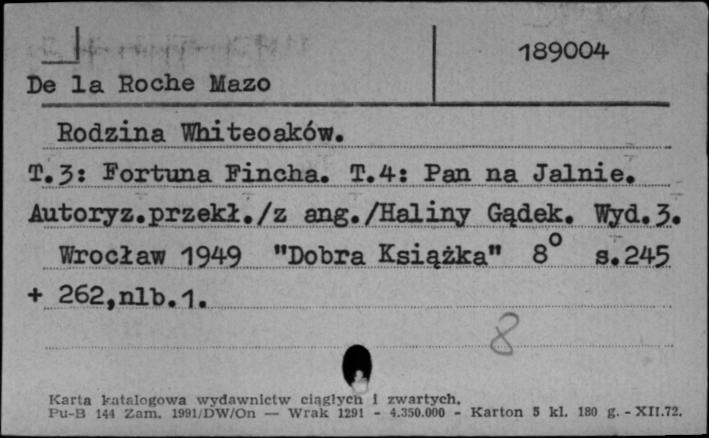 189004
De la Roche Mazo
Rodzina Whiteoaków.
T.3: Fortuna Fincha. T.4: Pan na Jalnie.
Autoryz.przekł./z ang./Haliny Gądek. Wyd.3.
Wrocław 1949 "Dobra Książka" 8° s.245
+ 262,nlb.1.
8
Karta katalogowa wydawnictw ciągłych i zwartych.
Pu-B 144 Zam. 1991/DW/On — Wrak 1291 - 4.350.000 - Karton 5 kl. 180 g. - XII.72.